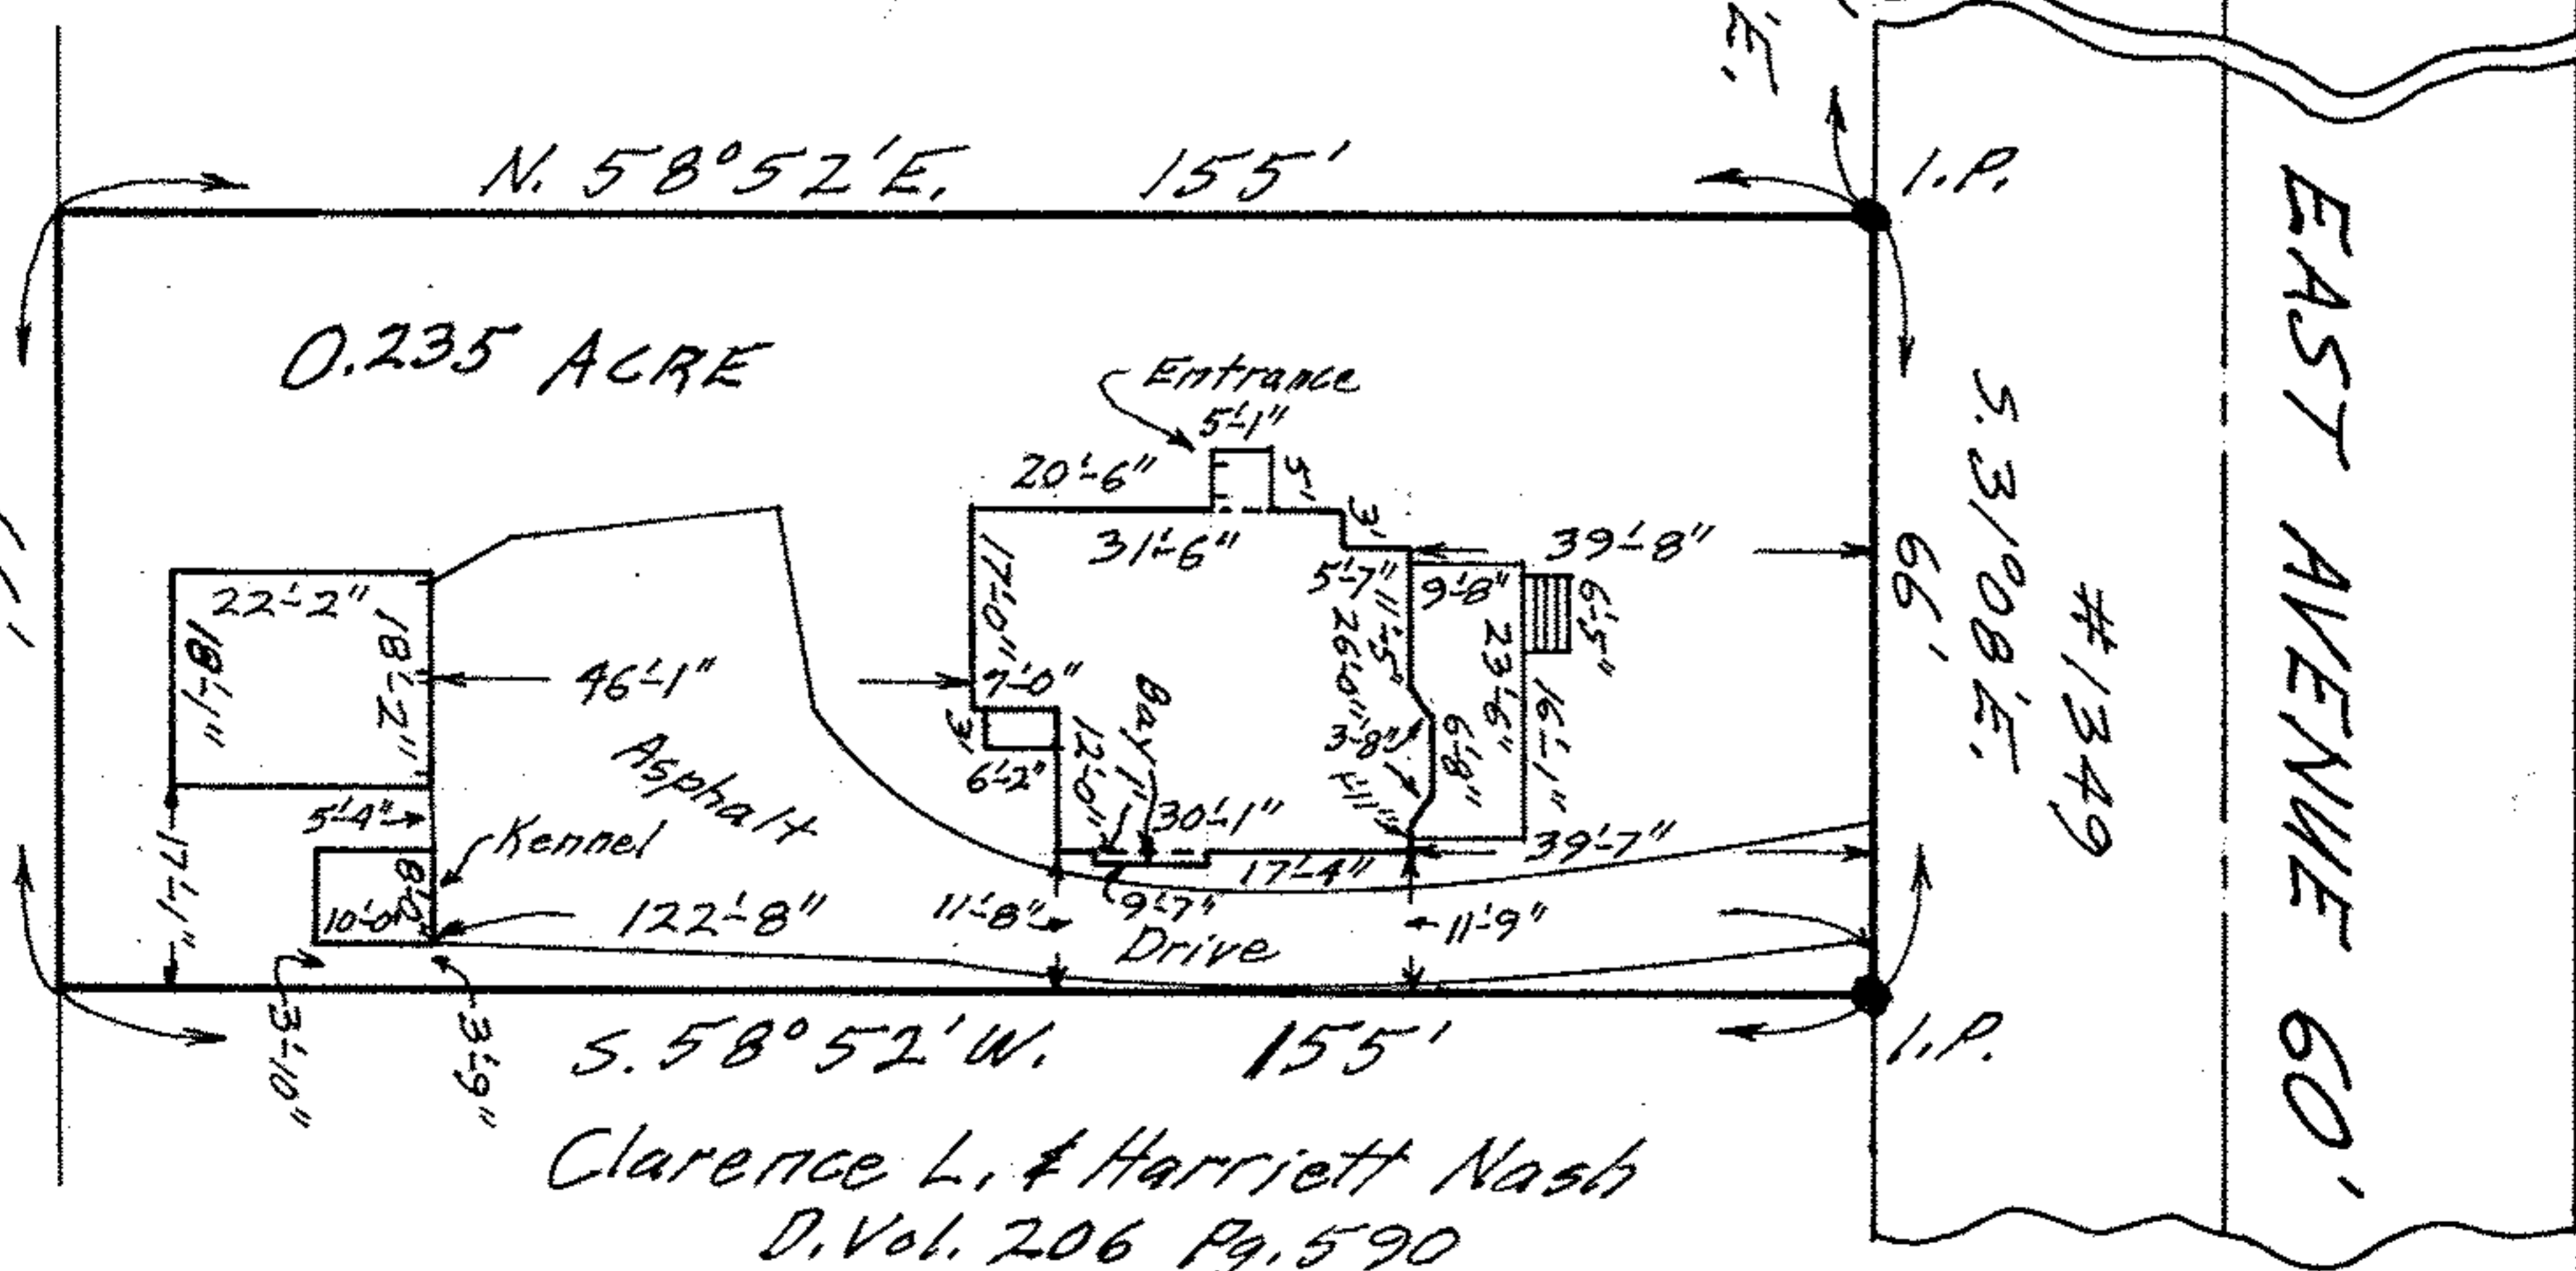 'E.
N. 58°52'E. 155'
I.P.
0.235 ACRE
Entrance
5'-1"
20'-6"
5'
3'
31'-6"
17'-0"
39'-8"
5'-7"
9'-8"
11'-5"
26'-0"
23'-6"
6'-5"
16'-1"
22'-2"
18'-1"
18'-2"
46'-1"
7'-0"
3'
6'-2"
Bay
1"
12'-0"
30'-1"
3'-8"
6'-8"
1'-11"
Asphalt
5'-4"
Kennel
8'-0"
10'-0"
17'-1"
122'-8"
11'-8"
9'-7"
17'-4"
39'-7"
11'-9"
Drive
66'
S. 31°08'E.
#1349
EAST AVENUE 60'
3'-10"
3'-9"
S. 58°52'W. 155'
I.P.
Clarence L. & Harriett Nash
D. Vol. 206 Pg. 590